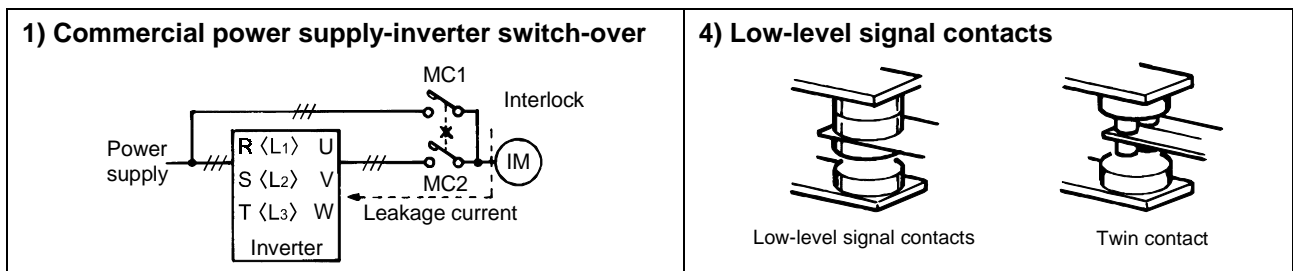 1) Commercial power supply-inverter switch-over
MC1
Interlock
Power
supply
R ⟨L1⟩ U
S ⟨L2⟩ V
T ⟨L3⟩ W
Inverter
IM
MC2
Leakage current
4) Low-level signal contacts
Low-level signal contacts
Twin contact